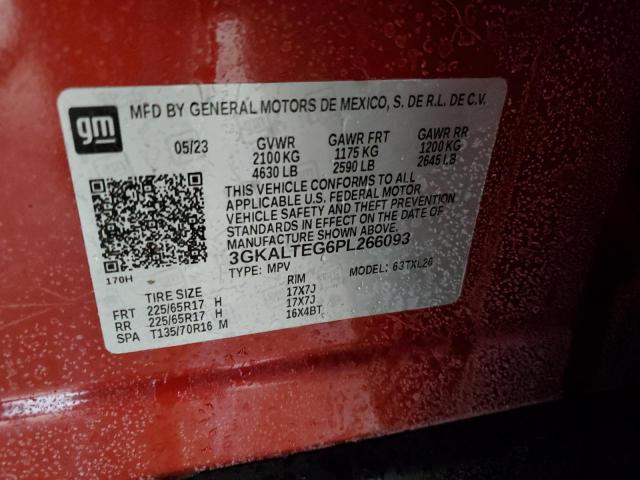 gm
MFD BY GENERAL MOTORS DE MEXICO, S. DE R.L. DE C.V.
05/23 GVWR GAWR FRT GAWR RR
2100 KG 1175 KG 1200 KG
4630 LB 2590 LB 2645 LB
THIS VEHICLE CONFORMS TO ALL
APPLICABLE U.S. FEDERAL MOTOR
VEHICLE SAFETY AND THEFT PREVENTION
STANDARDS IN EFFECT ON THE DATE OF
MANUFACTURE SHOWN ABOVE.
3GKALTEG6PL266093
170H TYPE: MPV MODEL: 63TXL26
TIRE SIZE RIM
FRT 225/65R17 H 17X7J
RR 225/65R17 H 17X7J
SPA T135/70R16 M 16X4BT